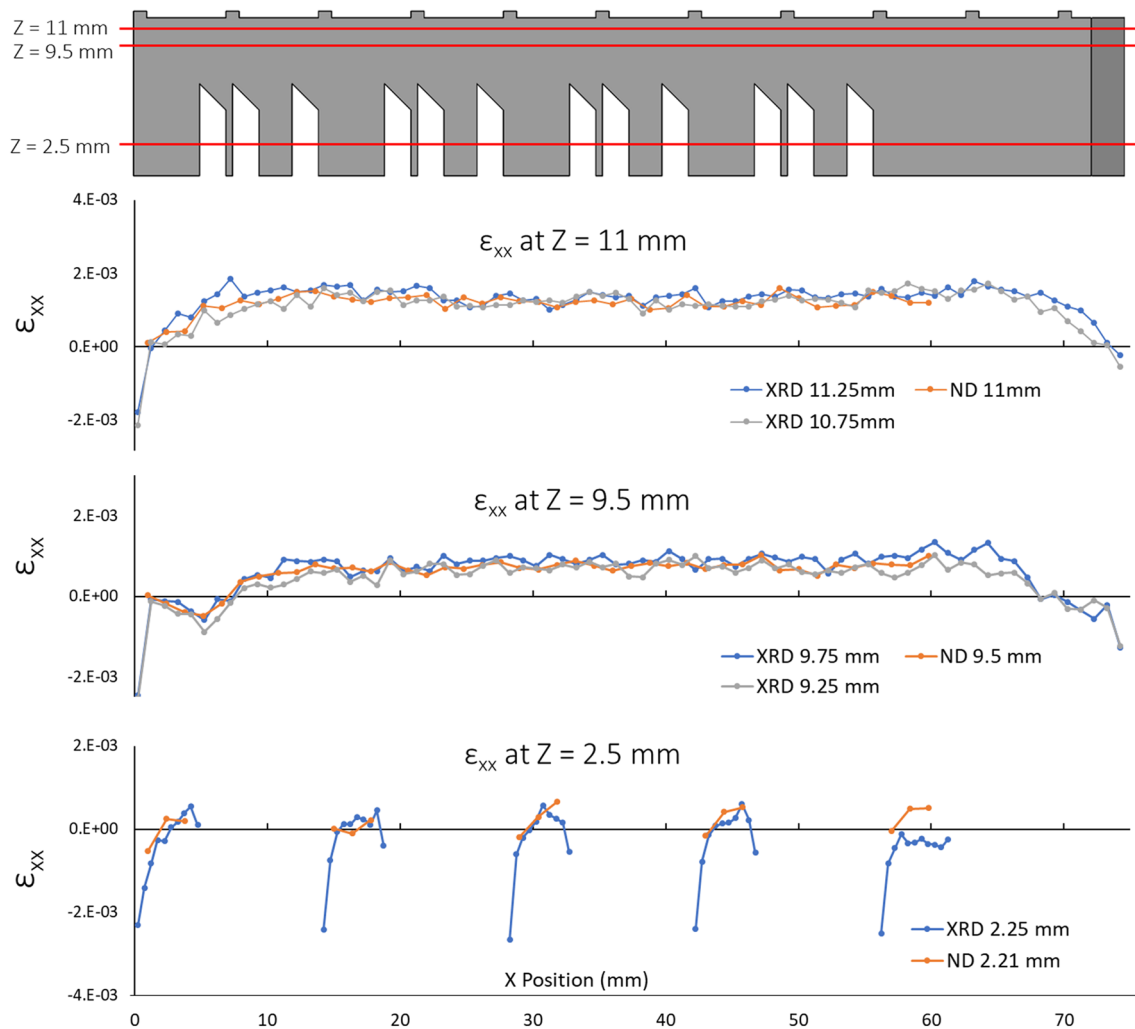 Z = 11 mm
Z = 9.5 mm
Z = 2.5 mm
4.E-03
εxx at Z = 11 mm
2.E-03
εxx
0.E+00
XRD 11.25mm ND 11mm
-2.E-03
XRD 10.75mm
εxx at Z = 9.5 mm
2.E-03
εxx
0.E+00
XRD 9.75 mm ND 9.5 mm
-2.E-03
XRD 9.25 mm
2.E-03
εxx at Z = 2.5 mm
0.E+00
εxx
-2.E-03
XRD 2.25 mm
ND 2.21 mm
X Position (mm)
-4.E-03
0 10 20 30 40 50 60 70